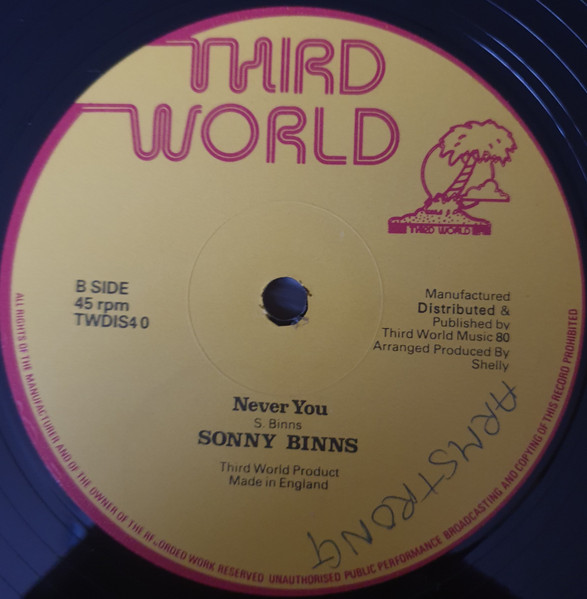 THIRD
WORLD
THIRD WORLD
B SIDE
45 rpm
TWDIS40
Manufactured
Distributed &
Published by
Third World Music 80
Arranged Produced By
Shelly
Never You
S. Binns
SONNY BINNS
Third World Product
Made in England
ARMSTRONG
ALL RIGHTS OF THE MANUFACTURER AND OF THE OWNER OF THE RECORDED WORK RESERVED UNAUTHORISED PUBLIC PERFORMANCE BROADCASTING AND COPYING OF THIS RECORD PROHIBITED